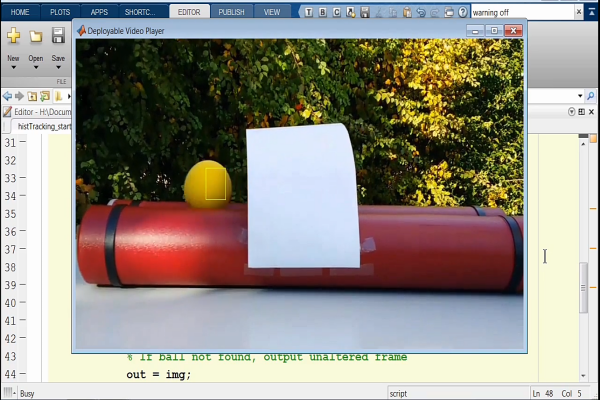 HOME PLOTS APPS SHORTC... EDITOR PUBLISH VIEW warning off
Deployable Video Player
New Open Save
FILE
Editor - H:\Docum
histTracking_start
31
32
33
34
35
36
37
38
39
40
41
42
43 % If ball not found, output unaltered frame
44 out = img;
Busy script Ln 48 Col 5